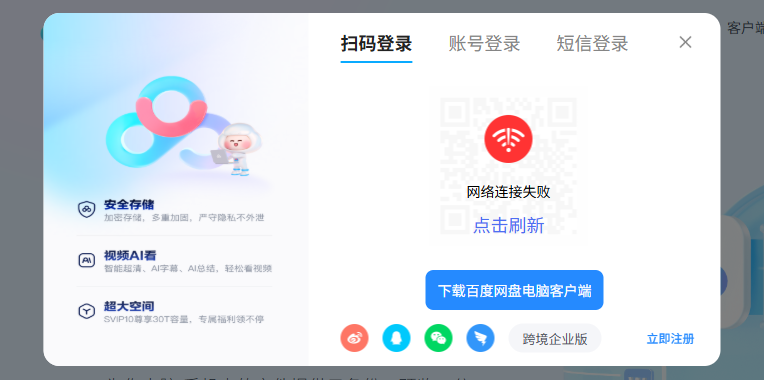 客户端
扫码登录
账号登录
短信登录
网络连接失败
点击刷新
安全存储
加密存储，多重加固，严守隐私不外泄
视频AI看
智能超清、AI字幕、AI总结，轻松看视频
超大空间
SVIP10尊享30T容量，专属福利领不停
下载百度网盘电脑客户端
跨境企业版
立即注册